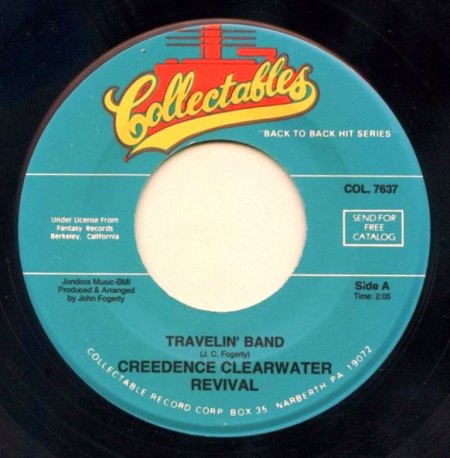 Collectables
"BACK TO BACK HIT SERIES"
COL. 7637
Under License From
Fantasy Records
Berkeley, California
SEND FOR
FREE
CATALOG
Jondora Music-BMI
Produced & Arranged
by John Fogerty
Side A
Time: 2:05
TRAVELIN' BAND
(J. C. Fogerty)
CREEDENCE CLEARWATER
REVIVAL
COLLECTABLE RECORD CORP. BOX 35, NARBERTH PA 19072